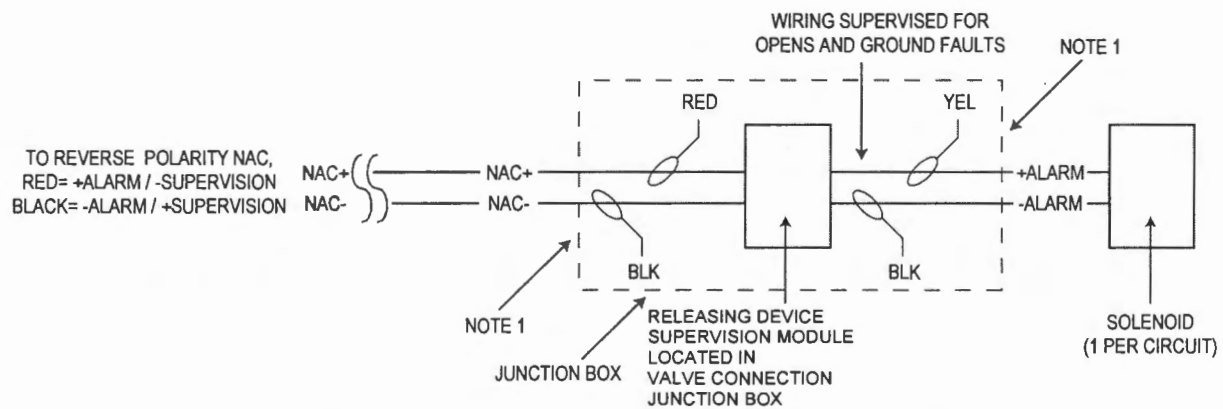 WIRING SUPERVISED FOR
OPENS AND GROUND FAULTS
NOTE 1
RED
YEL
TO REVERSE POLARITY NAC,
RED= +ALARM / -SUPERVISION
BLACK= -ALARM / +SUPERVISION
NAC+
NAC-
NAC+
NAC-
+ALARM
-ALARM
BLK
BLK
NOTE 1
JUNCTION BOX
RELEASING DEVICE
SUPERVISION MODULE
LOCATED IN
VALVE CONNECTION
JUNCTION BOX
SOLENOID
(1 PER CIRCUIT)